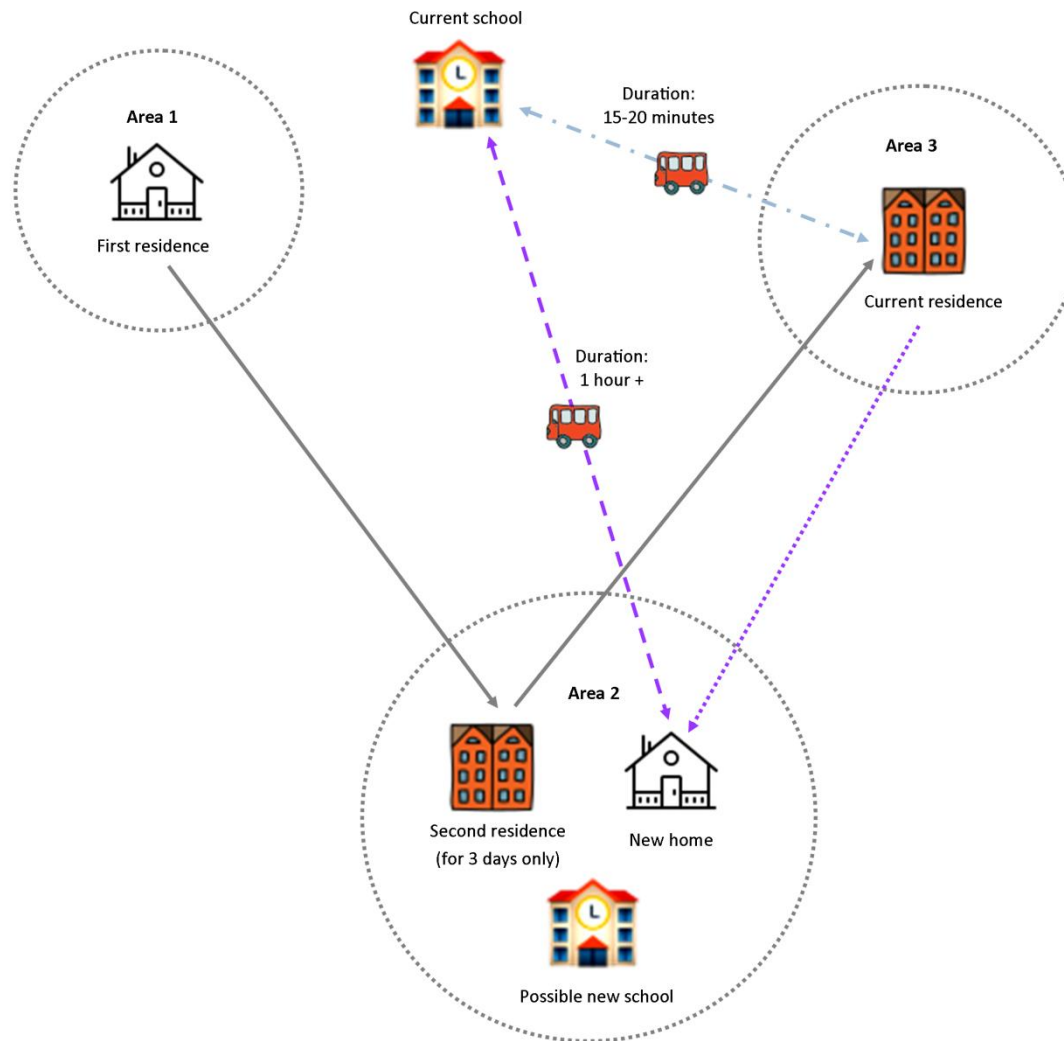 Current school
Duration:
15-20 minutes
Area 1
Area 3
First residence
Current residence
Duration:
1 hour +
Area 2
Second residence
(for 3 days only)
New home
Possible new school